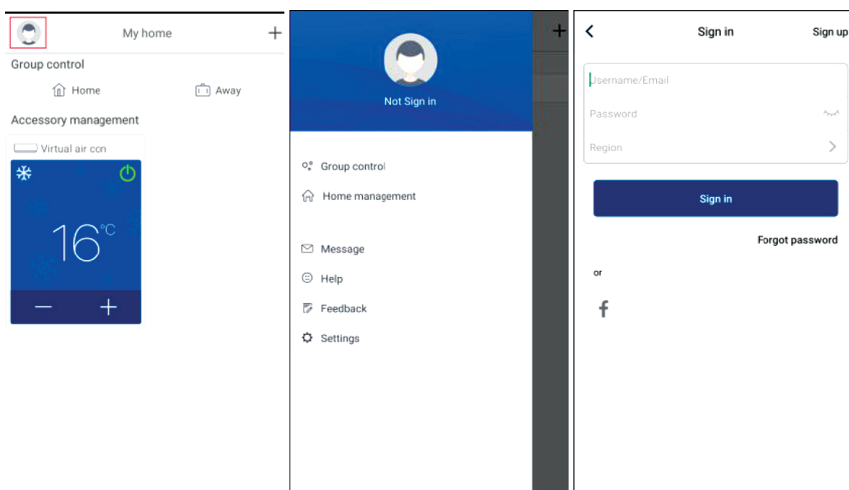 My home
+
Group control
Home
Away
Accessory management
Virtual air con
16°C
− +
Not Sign in
Group control
Home management
Message
Help
Feedback
Settings
+
Sign in
Sign up
Username/Email
Password
Region
Sign in
Forgot password
or
f